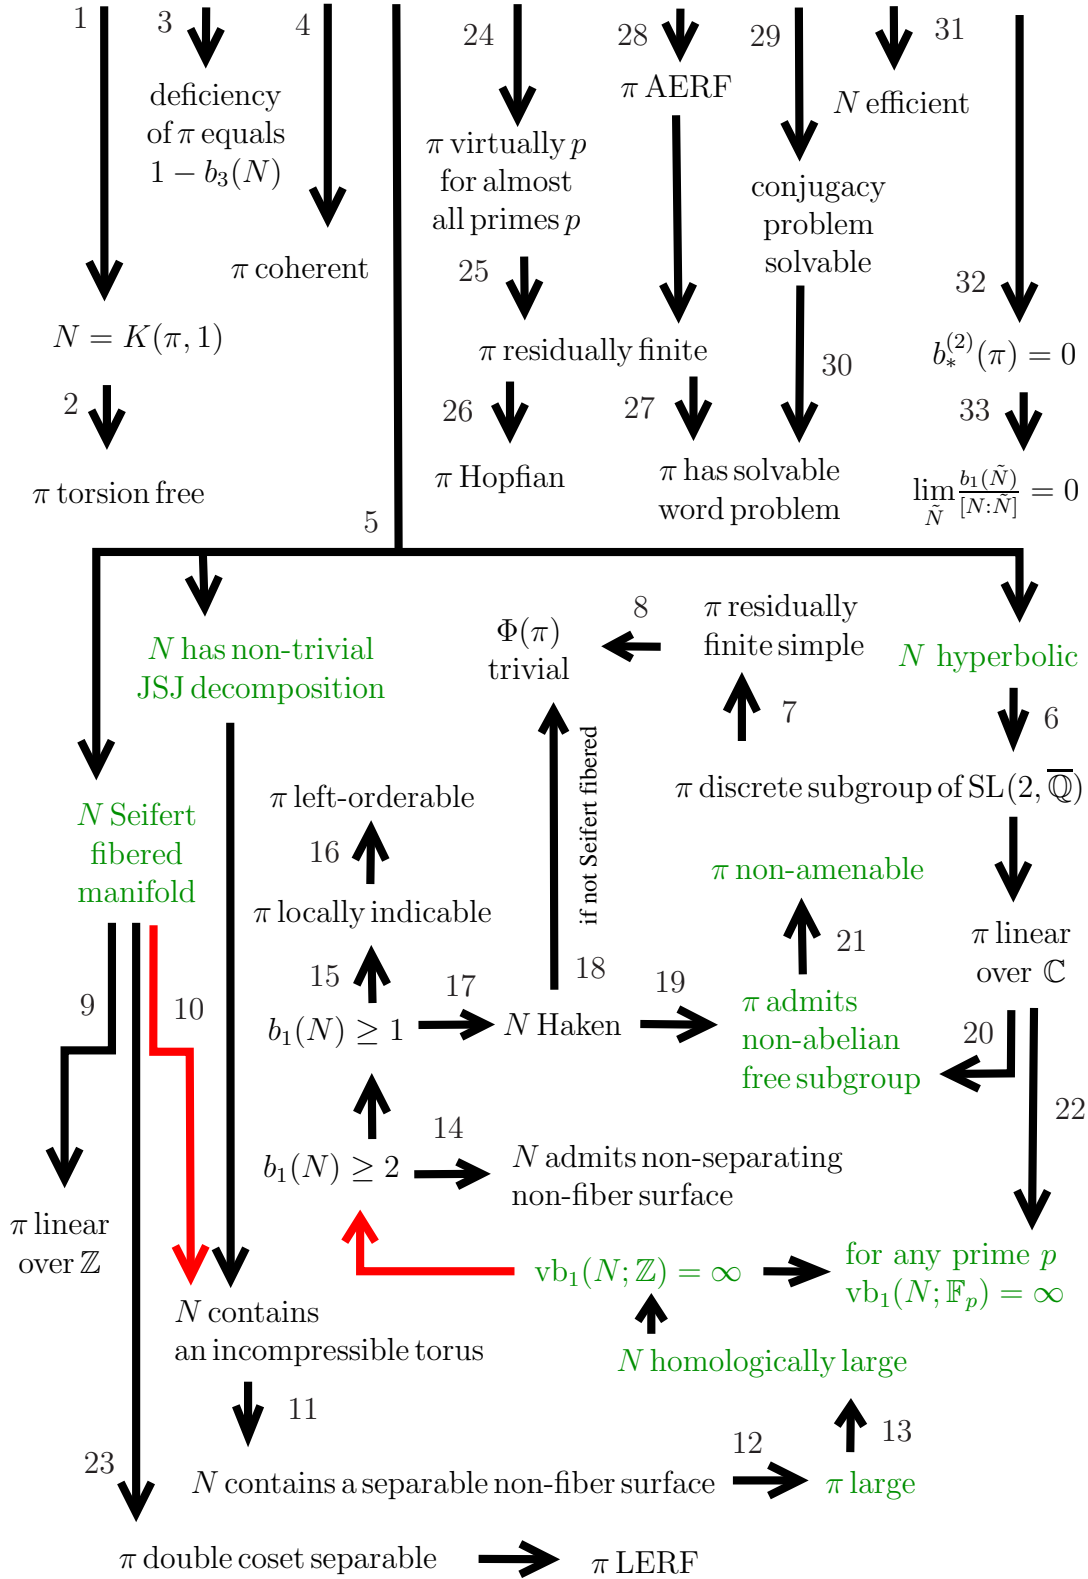 1
3
4
24
28
29
31
deficiency
of π equals
1 − b₃(N)
π AERF
N efficient
π virtually p
for almost
all primes p
conjugacy
problem
solvable
π coherent
25
32
N = K(π, 1)
π residually finite
30
b_*^{(2)}(π) = 0
2
26
27
33
π torsion free
π Hopfian
π has solvable
word problem
lim_{Ñ} b₁(Ñ)/[N:Ñ] = 0
5
N has non-trivial
JSJ decomposition
Φ(π)
trivial
8
π residually
finite simple
N hyperbolic
7
6
π left-orderable
if not Seifert fibered
π discrete subgroup of SL(2, \overline{ℚ})
N Seifert
fibered
manifold
16
π non-amenable
π locally indicable
21
π linear
over ℂ
9
10
15
17
18
19
b₁(N) ≥ 1
N Haken
π admits
non-abelian
free subgroup
20
22
14
b₁(N) ≥ 2
N admits non-separating
non-fiber surface
π linear
over ℤ
vb₁(N; ℤ) = ∞
for any prime p
vb₁(N; 𝔽ₚ) = ∞
N contains
an incompressible torus
N homologically large
11
12
13
23
N contains a separable non-fiber surface
π large
π double coset separable
π LERF